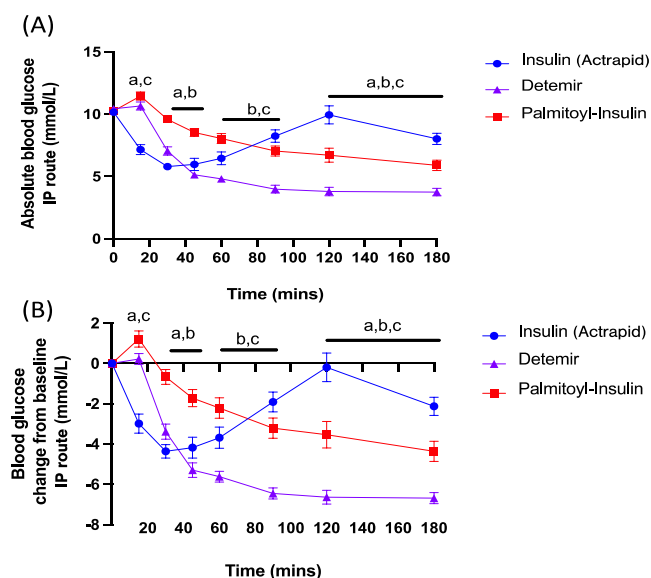 (A)
a,c
a,b
b,c
a,b,c
15
10
5
0
0 20 40 60 80 100 120 140 160 180
Absolute blood glucose
IP route (mmol/L)
Time (mins)
Insulin (Actrapid)
Detemir
Palmitoyl-Insulin
(B)
a,c
a,b
b,c
a,b,c
2
0
-2
-4
-6
-8
20 40 60 80 100 120 140 160 180
Blood glucose
change from baseline
IP route (mmol/L)
Time (mins)
Insulin (Actrapid)
Detemir
Palmitoyl-Insulin